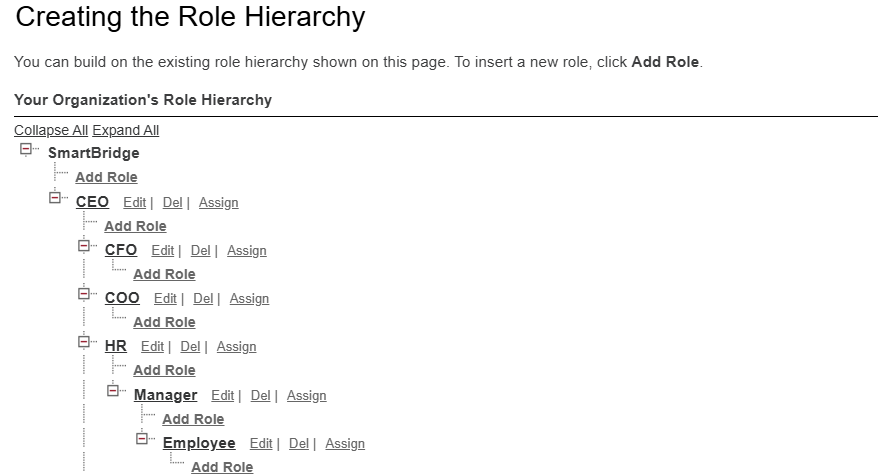 Creating the Role Hierarchy
You can build on the existing role hierarchy shown on this page. To insert a new role, click Add Role.
Your Organization's Role Hierarchy
Collapse All Expand All
SmartBridge
Add Role
CEO Edit | Del | Assign
Add Role
CFO Edit | Del | Assign
Add Role
COO Edit | Del | Assign
Add Role
HR Edit | Del | Assign
Add Role
Manager Edit | Del | Assign
Add Role
Employee Edit | Del | Assign
Add Role